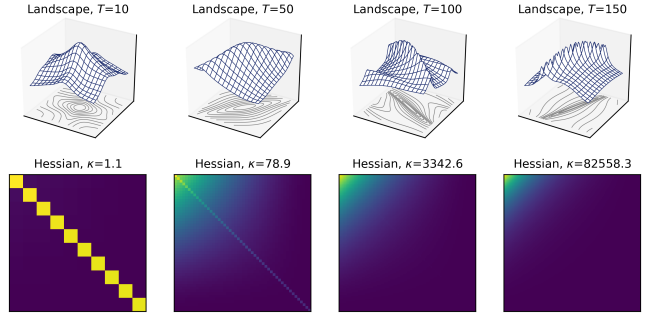 Landscape, T=10
Landscape, T=50
Landscape, T=100
Landscape, T=150
Hessian, κ=1.1
Hessian, κ=78.9
Hessian, κ=3342.6
Hessian, κ=82558.3